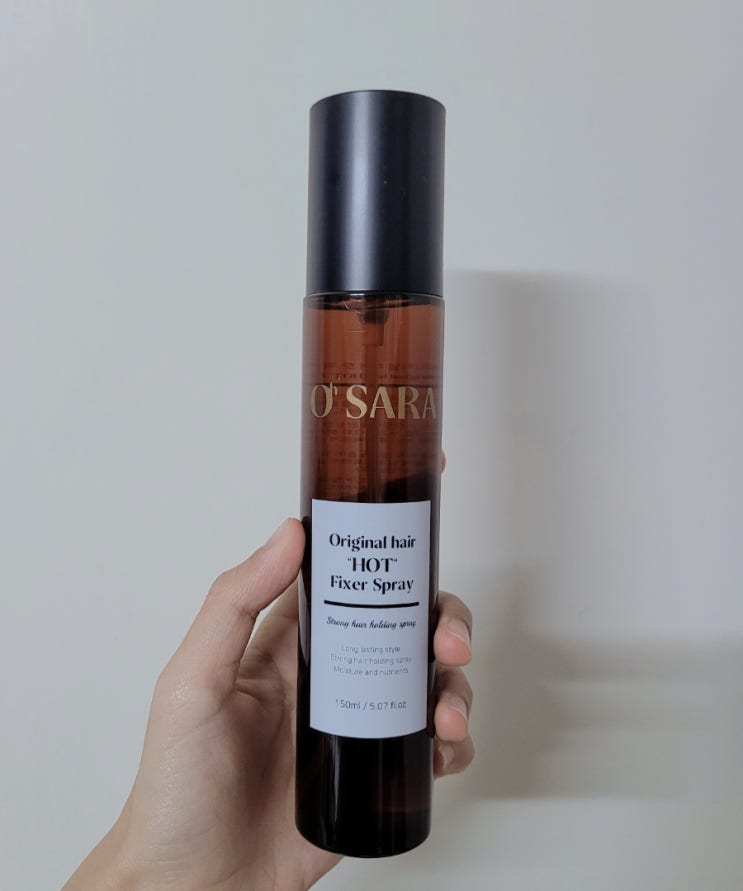 O'SARA
Original hair
"HOT"
Fixer Spray
Strong hair holding spray
Long lasting style
Strong hair holding spray
Moisture and nutrients
150ml / 5.07 fl.oz